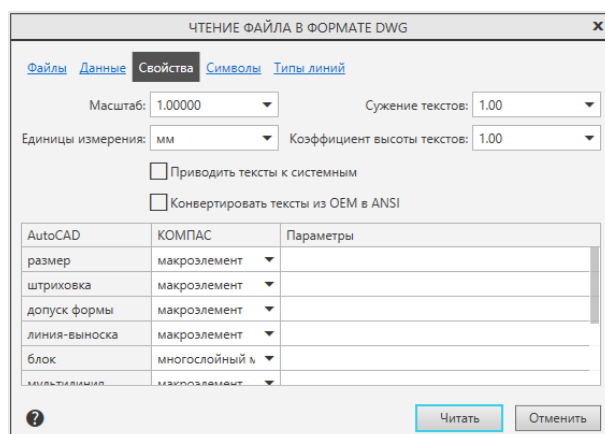 ЧТЕНИЕ ФАЙЛА В ФОРМАТЕ DWG x
Файлы Данные Свойства Символы Типы линий
Масштаб: 1.00000 Сужение текстов: 1.00
Единицы измерения: мм Коэффициент высоты текстов: 1.00
Приводить тексты к системным
Конвертировать тексты из OEM в ANSI
AutoCAD КОМПАС Параметры
размер макроэлемент
штриховка макроэлемент
допуск формы макроэлемент
линия-выноска макроэлемент
блок многослойный м
мультилиния макроэлемент
? Читать Отменить